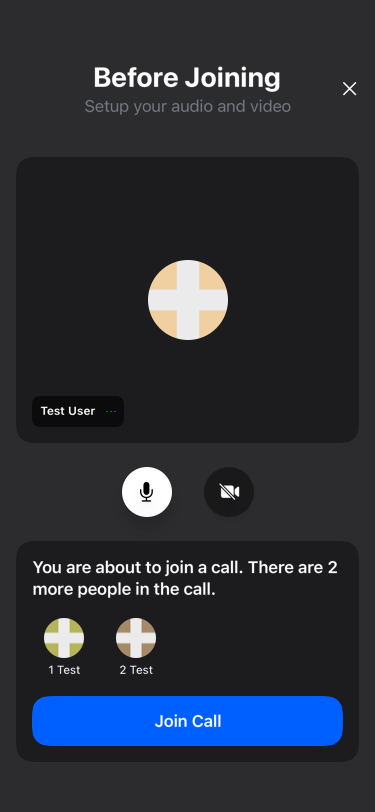 Before Joining
Setup your audio and video
Test User
You are about to join a call. There are 2
more people in the call.
1 Test
2 Test
Join Call